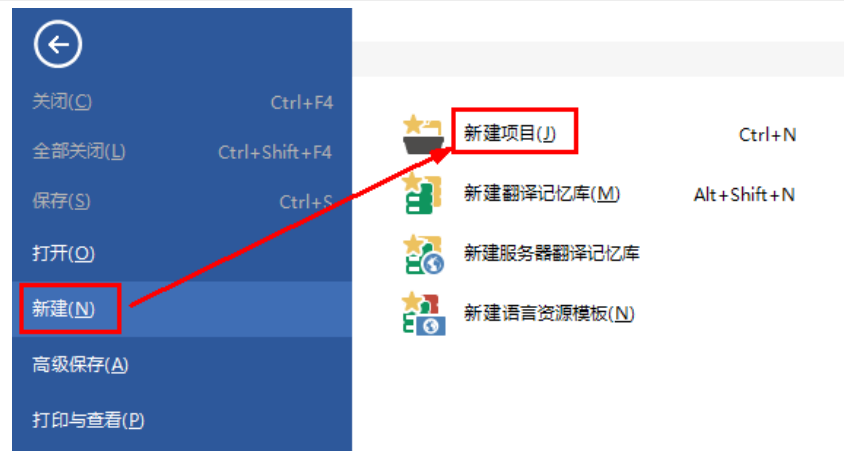 关闭(C) Ctrl+F4
全部关闭(L) Ctrl+Shift+F4
保存(S) Ctrl+S
打开(O)
新建(N)
高级保存(A)
打印与查看(P)
新建项目(J) Ctrl+N
新建翻译记忆库(M) Alt+Shift+N
新建服务器翻译记忆库
新建语言资源模板(N)